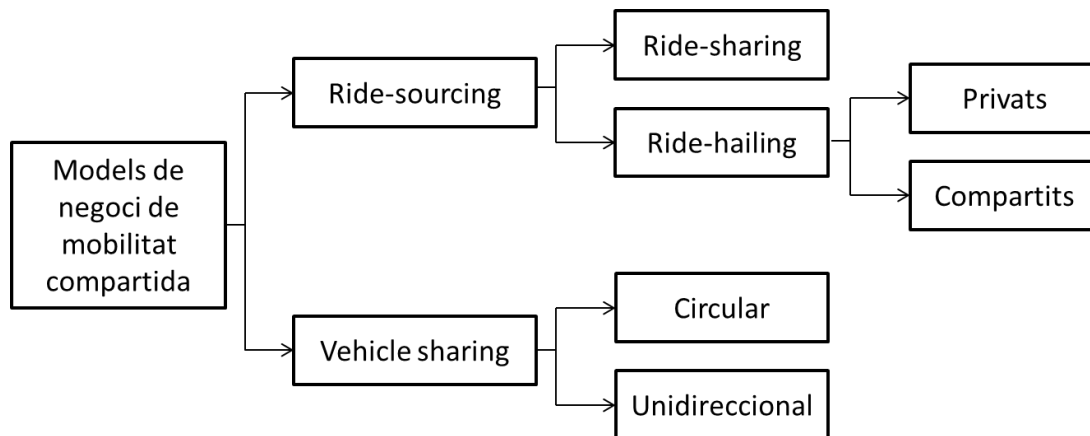 Models de
negoci de
mobilitat
compartida
Ride-sourcing
Ride-sharing
Ride-hailing
Privats
Compartits
Vehicle sharing
Circular
Unidireccional